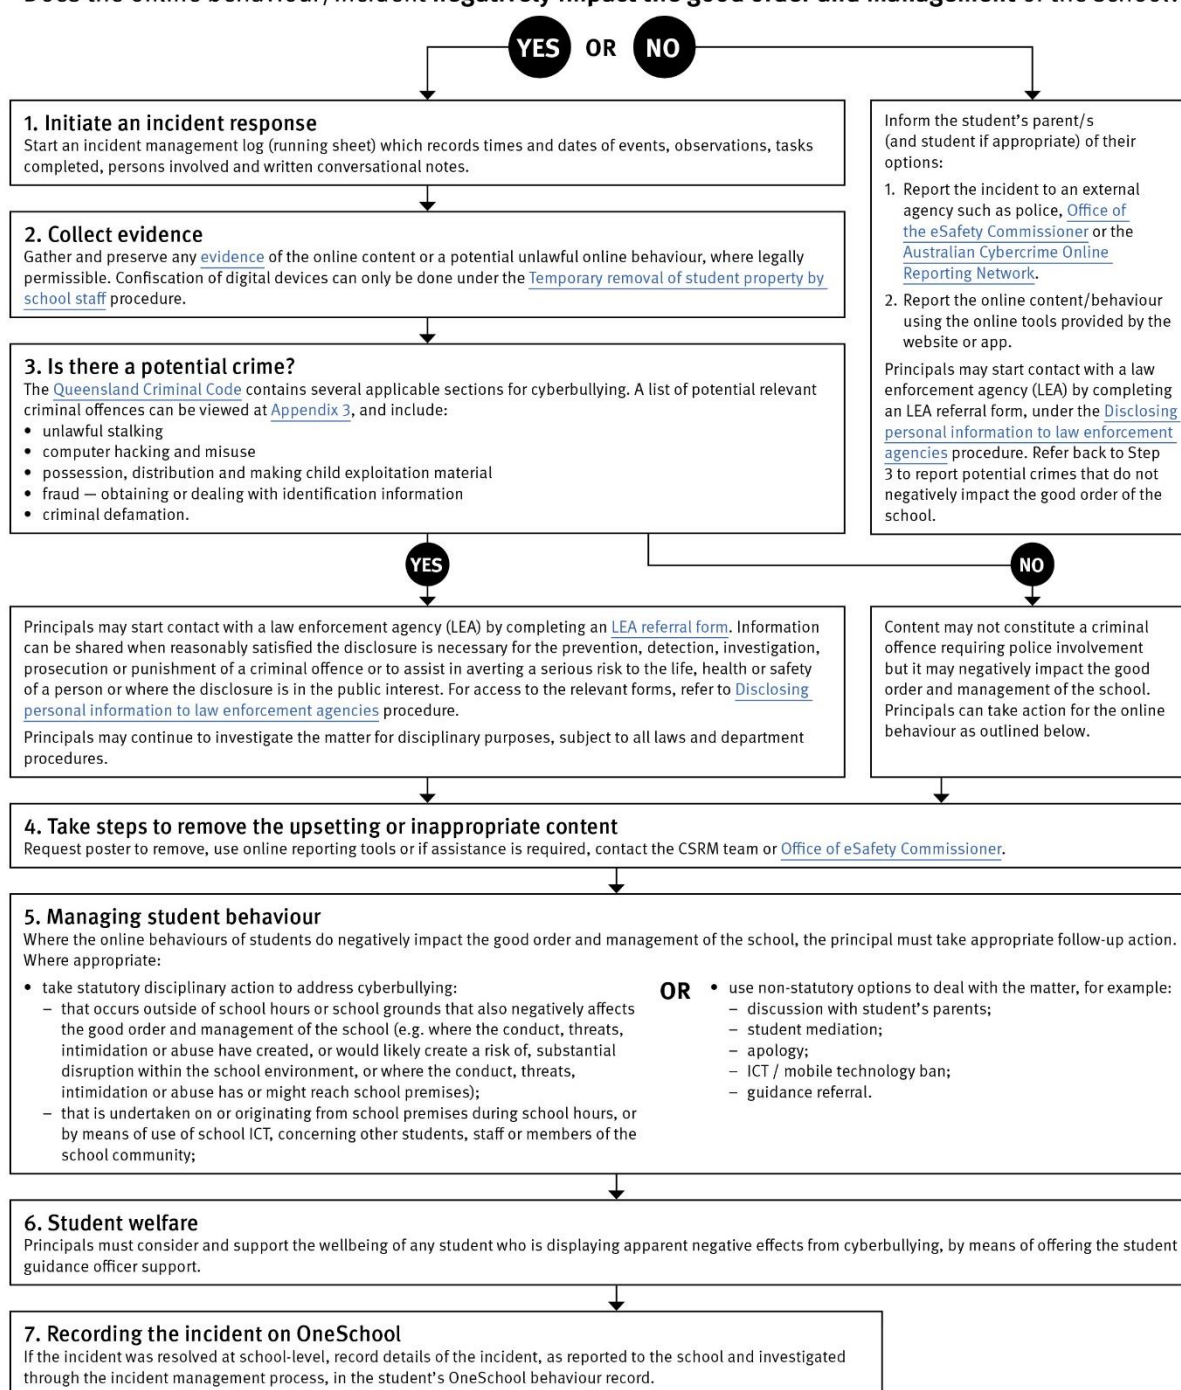 Does the online behaviour/incident negatively impact the good order and management of the school?
YES OR NO
1. Initiate an incident response
Start an incident management log (running sheet) which records times and dates of events, observations, tasks
completed, persons involved and written conversational notes.
2. Collect evidence
Gather and preserve any evidence of the online content or a potential unlawful online behaviour, where legally
permissible. Confiscation of digital devices can only be done under the Temporary removal of student property by
school staff procedure.
3. Is there a potential crime?
The Queensland Criminal Code contains several applicable sections for cyberbullying. A list of potential relevant
criminal offences can be viewed at Appendix 3, and include:
• unlawful stalking
• computer hacking and misuse
• possession, distribution and making child exploitation material
• fraud — obtaining or dealing with identification information
• criminal defamation.
Inform the student's parent/s
(and student if appropriate) of their
options:
1. Report the incident to an external
agency such as police, Office of
the eSafety Commissioner or the
Australian Cybercrime Online
Reporting Network.
2. Report the online content/behaviour
using the online tools provided by the
website or app.
Principals may start contact with a law
enforcement agency (LEA) by completing
an LEA referral form, under the Disclosing
personal information to law enforcement
agencies procedure. Refer back to Step
3 to report potential crimes that do not
negatively impact the good order of the
school.
YES
NO
Principals may start contact with a law enforcement agency (LEA) by completing an LEA referral form. Information
can be shared when reasonably satisfied the disclosure is necessary for the prevention, detection, investigation,
prosecution or punishment of a criminal offence or to assist in averting a serious risk to the life, health or safety
of a person or where the disclosure is in the public interest. For access to the relevant forms, refer to Disclosing
personal information to law enforcement agencies procedure.
Principals may continue to investigate the matter for disciplinary purposes, subject to all laws and department
procedures.
Content may not constitute a criminal
offence requiring police involvement
but it may negatively impact the good
order and management of the school.
Principals can take action for the online
behaviour as outlined below.
4. Take steps to remove the upsetting or inappropriate content
Request poster to remove, use online reporting tools or if assistance is required, contact the CSRM team or Office of eSafety Commissioner.
5. Managing student behaviour
Where the online behaviours of students do negatively impact the good order and management of the school, the principal must take appropriate follow-up action.
Where appropriate:
• take statutory disciplinary action to address cyberbullying:
– that occurs outside of school hours or school grounds that also negatively affects
the good order and management of the school (e.g. where the conduct, threats,
intimidation or abuse have created, or would likely create a risk of, substantial
disruption within the school environment, or where the conduct, threats,
intimidation or abuse has or might reach school premises);
– that is undertaken on or originating from school premises during school hours, or
by means of use of school ICT, concerning other students, staff or members of the
school community;
OR
• use non-statutory options to deal with the matter, for example:
– discussion with student's parents;
– student mediation;
– apology;
– ICT / mobile technology ban;
– guidance referral.
6. Student welfare
Principals must consider and support the wellbeing of any student who is displaying apparent negative effects from cyberbullying, by means of offering the student
guidance officer support.
7. Recording the incident on OneSchool
If the incident was resolved at school-level, record details of the incident, as reported to the school and investigated
through the incident management process, in the student's OneSchool behaviour record.